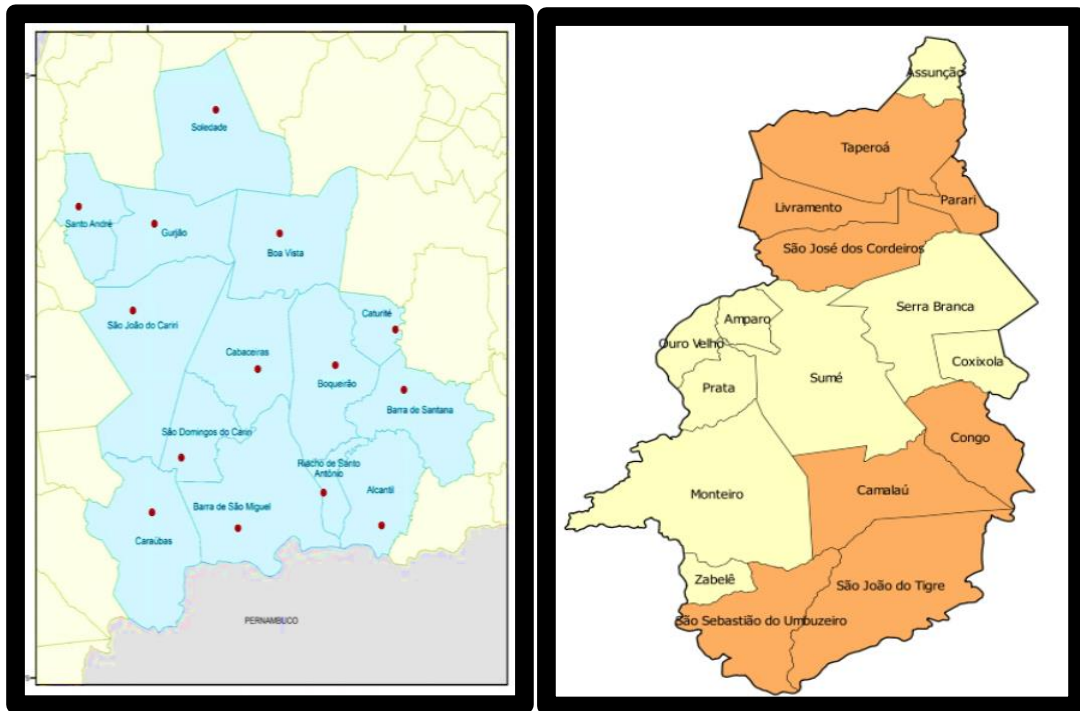 Soledade
Santo André
Gurjão
Boa Vista
São João do Cariri
Caturité
Cabaceiras
Boqueirão
Barra de Santana
São Domingos do Cariri
Riacho de Santo
Antônio
Alcantil
Barra de São Miguel
Caraúbas
PERNAMBUCO
Assunção
Taperoá
Livramento
Parari
São José dos Cordeiros
Serra Branca
Amparo
Ouro Velho
Coxixola
Sumé
Prata
Congo
Camalaú
Monteiro
Zabelê
São João do Tigre
São Sebastião do Umbuzeiro